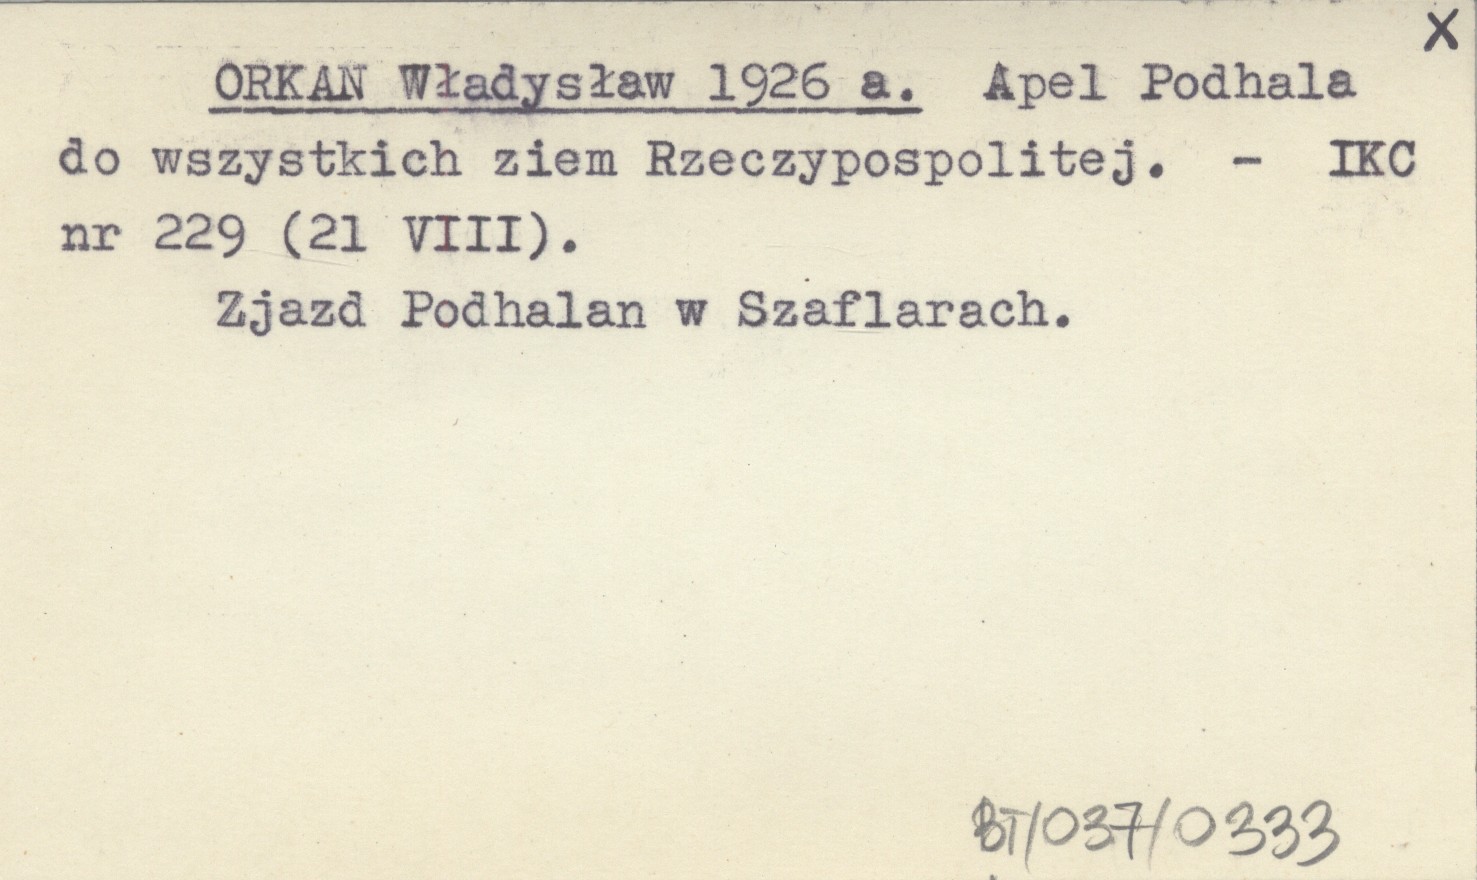 X
ORKAN Władysław 1926 a. Apel Podhala
do wszystkich ziem Rzeczypospolitej. - IKC
nr 229 (21 VIII).
Zjazd Podhalan w Szaflarach.
BT/037/0333